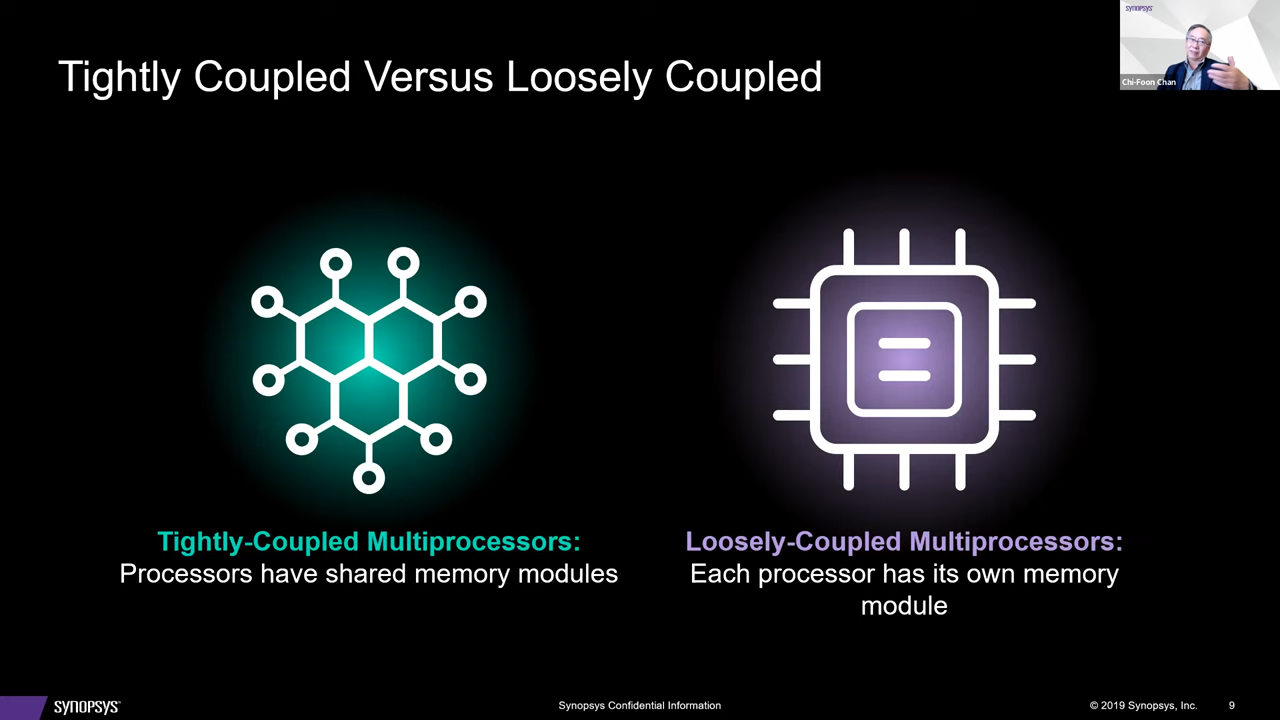 SYNOPSYS
Chi-Foon Chan
Tightly Coupled Versus Loosely Coupled
Tightly-Coupled Multiprocessors:
Processors have shared memory modules
Loosely-Coupled Multiprocessors:
Each processor has its own memory
module
SYNOPSYS
Synopsys Confidential Information
© 2019 Synopsys, Inc.
9